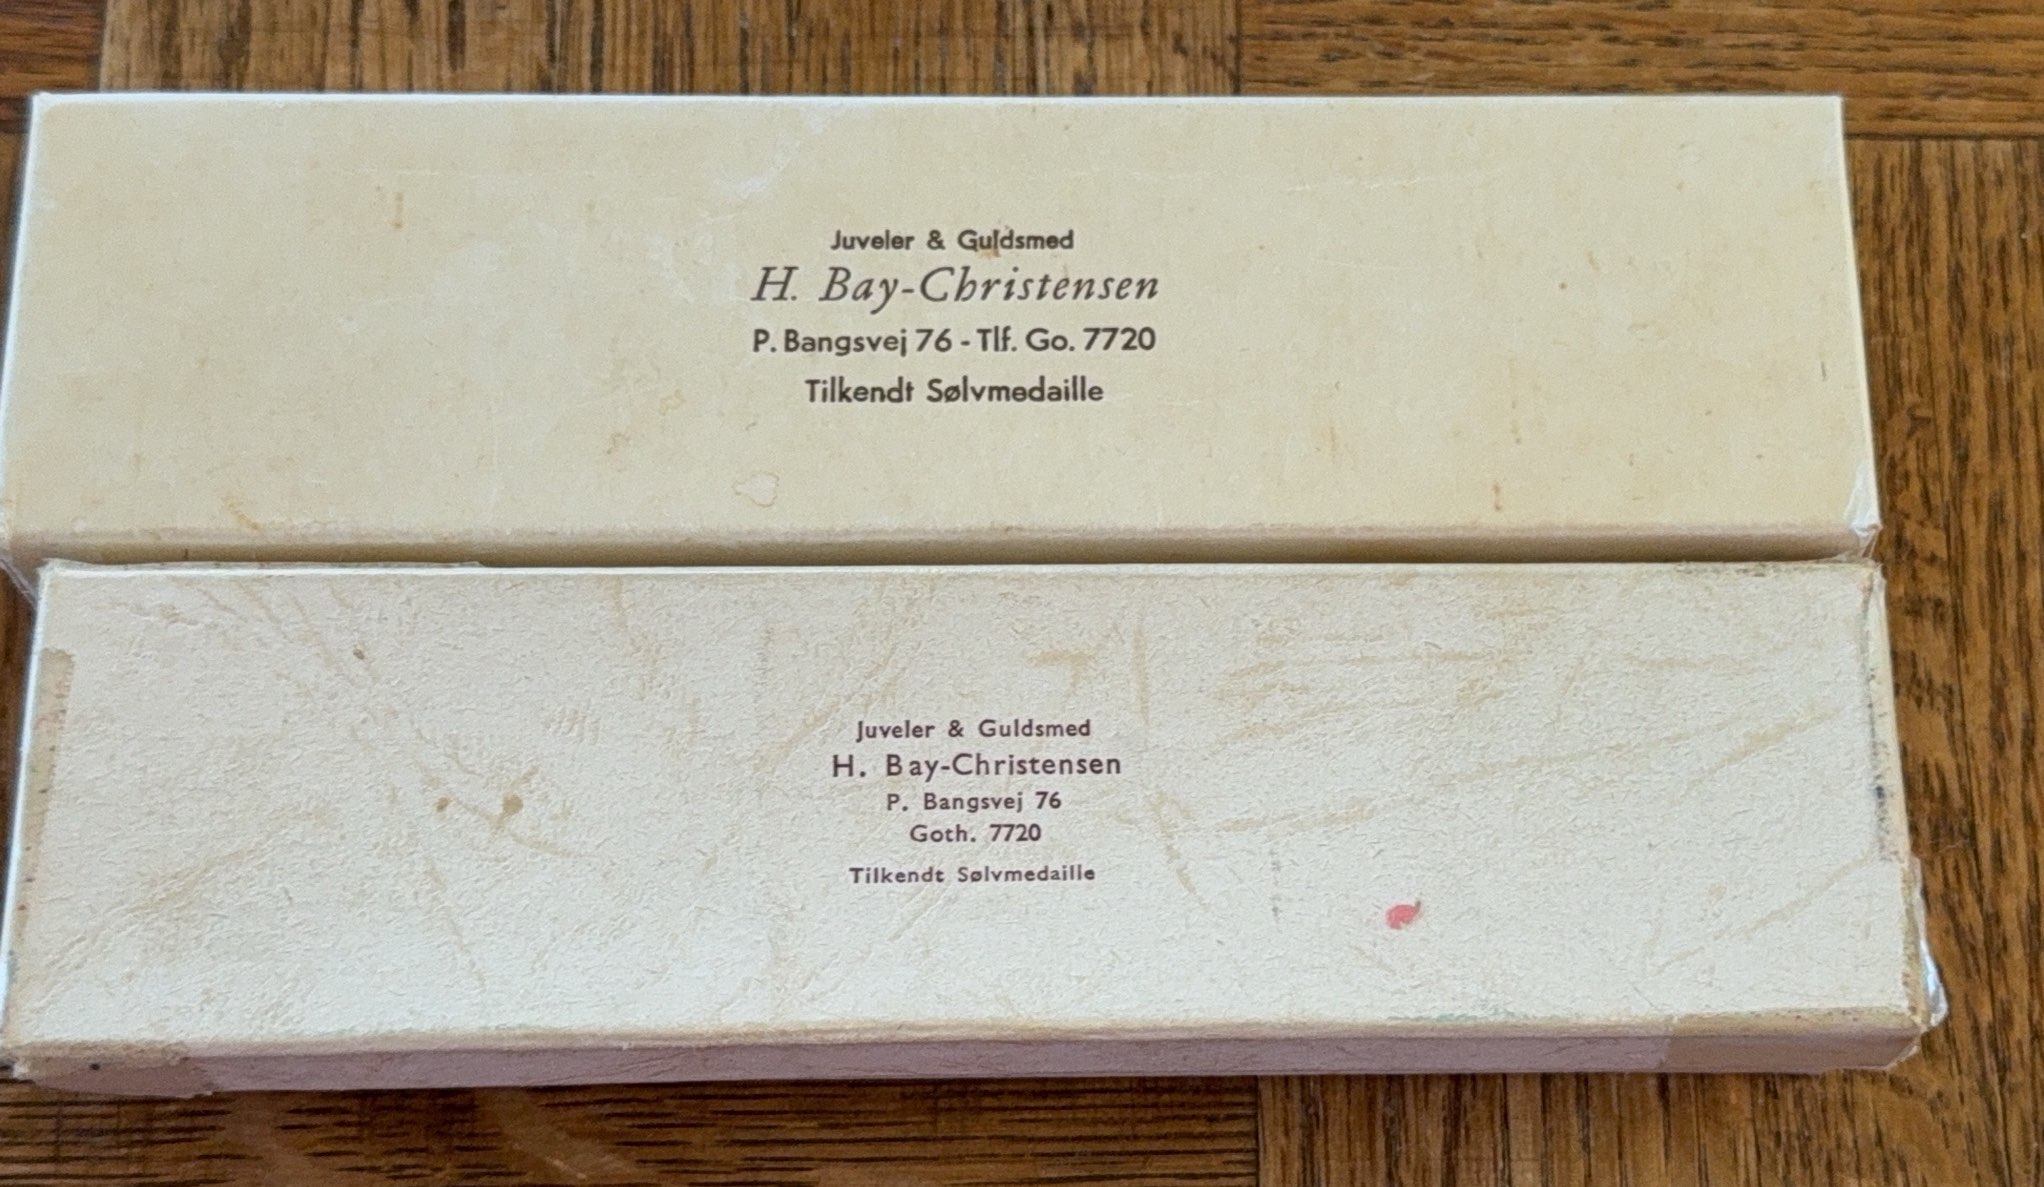 Juveler & Guldsmed
H. Bay-Christensen
P. Bangsvej 76 - Tlf. Go. 7720
Tilkendt Sølvmedaille
Juveler & Guldsmed
H. Bay-Christensen
P. Bangsvej 76
Goth. 7720
Tilkendt Sølvmedaille